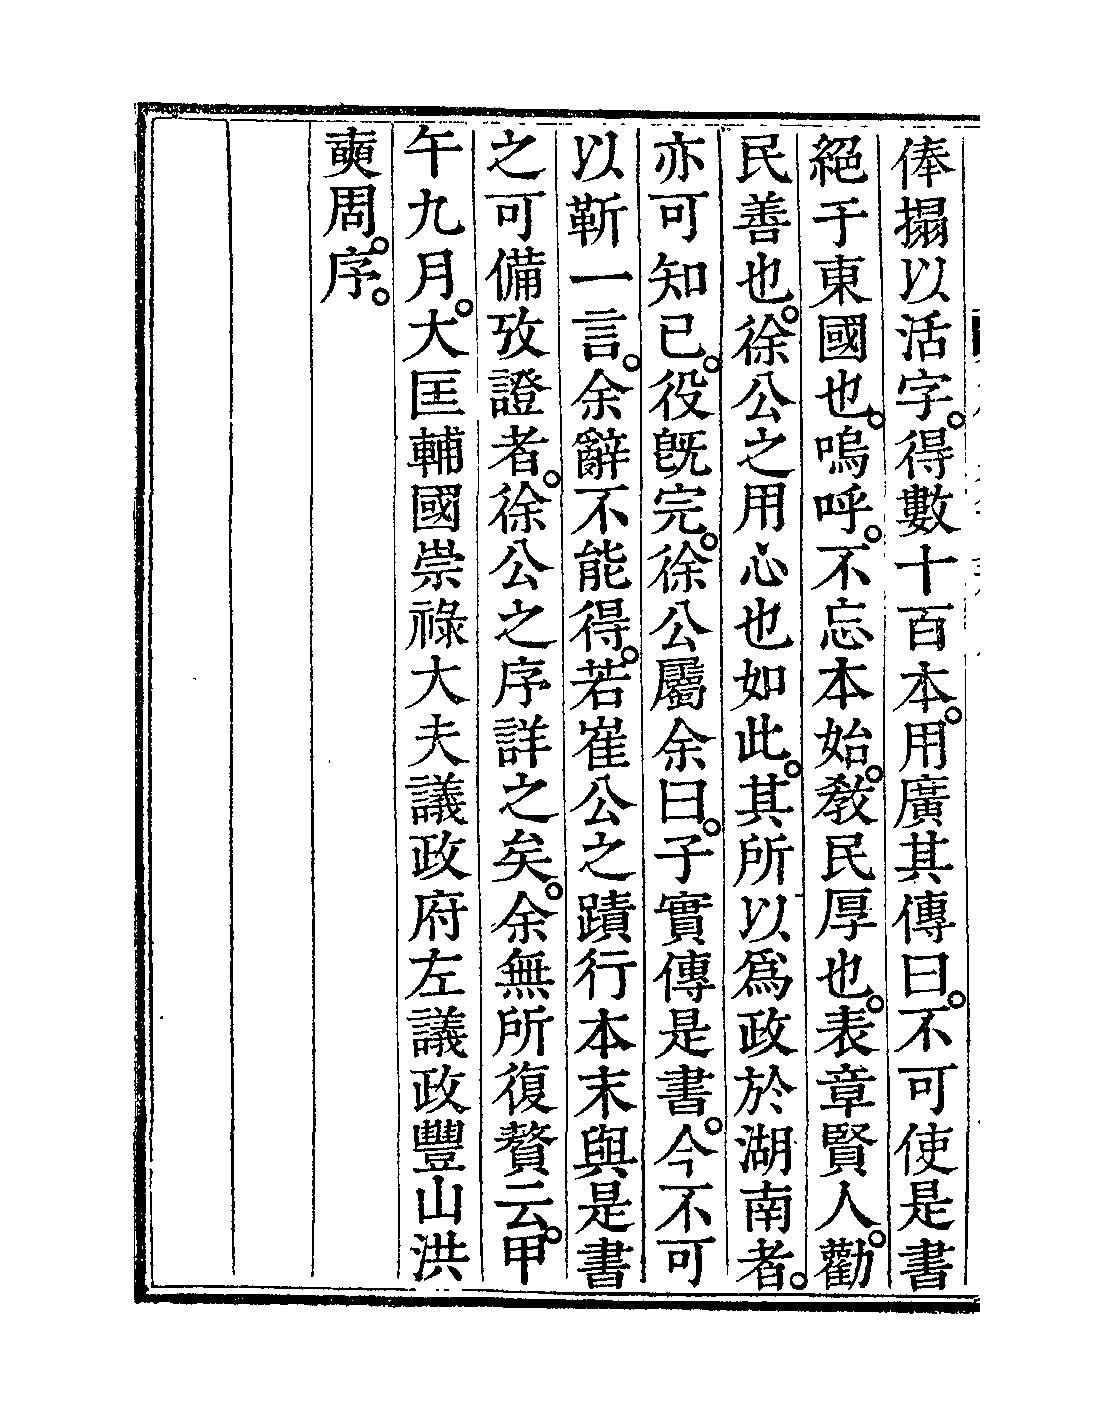 俸搨以活字。得數十百本。用廣其傳曰。不可使是書
絕于東國也。嗚呼。不忘本始。敎民厚也。表章賢人。勸
民善也。徐公之用心也如此。其所以爲政於湖南者。
亦可知已。役旣完。徐公屬余曰。子實傳是書。今不可
以靳一言。余辭不能得。若崔公之蹟行本末與是書
之可備攷證者。徐公之序詳之矣。余無所復贅云。甲
午九月。大匡輔國崇祿大夫議政府左議政豐山洪
奭周。序。